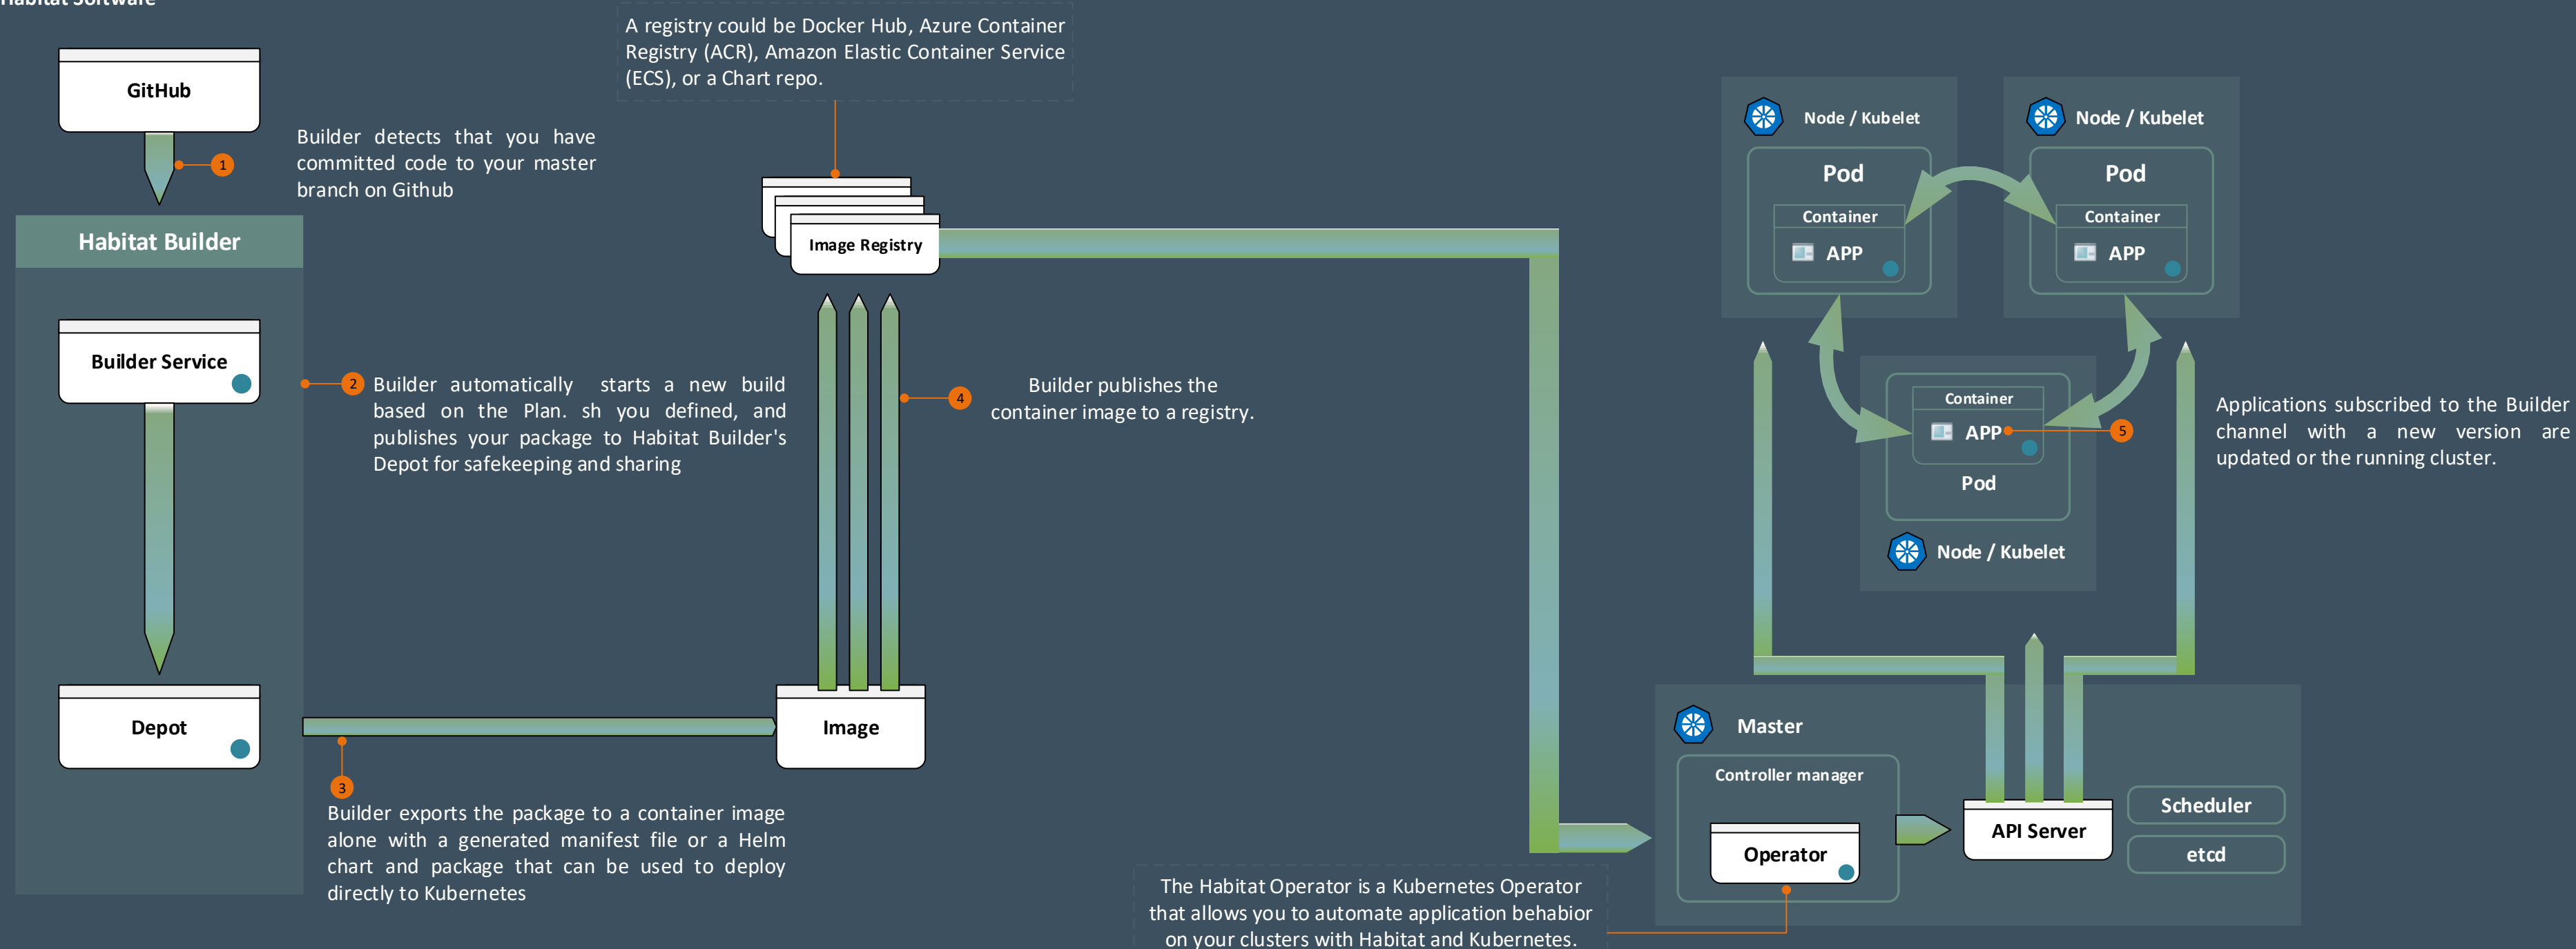 Habitat Software
A registry could be Docker Hub, Azure Container
Registry (ACR), Amazon Elastic Container Service
(ECS), or a Chart repo.
GitHub
1
Builder detects that you have
committed code to your master
branch on Github
Habitat Builder
Builder Service
2
Builder automatically starts a new build
based on the Plan. sh you defined, and
publishes your package to Habitat Builder's
Depot for safekeeping and sharing
Depot
3
Builder exports the package to a container image
alone with a generated manifest file or a Helm
chart and package that can be used to deploy
directly to Kubernetes
Image Registry
4
Builder publishes the
container image to a registry.
Image
Node / Kubelet
Pod
Container
APP
Node / Kubelet
Pod
Container
APP
Container
APP
Pod
Node / Kubelet
5
Applications subscribed to the Builder
channel with a new version are
updated or the running cluster.
Master
Controller manager
Operator
API Server
Scheduler
etcd
The Habitat Operator is a Kubernetes Operator
that allows you to automate application behabior
on your clusters with Habitat and Kubernetes.